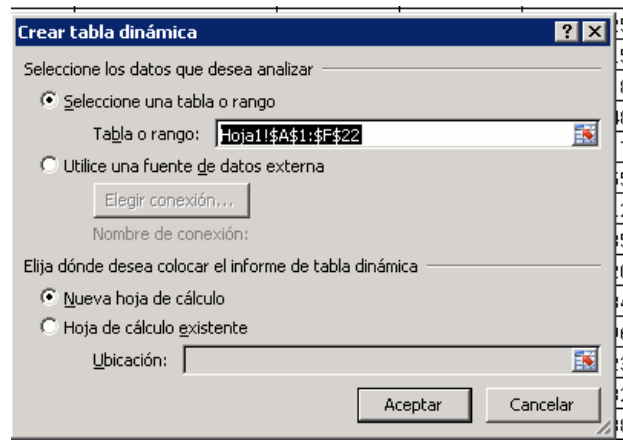 Crear tabla dinámica
Seleccione los datos que desea analizar
Seleccione una tabla o rango
Tabla o rango: Hoja1!$A$1:$F$22
Utilice una fuente de datos externa
Elegir conexión...
Nombre de conexión:
Elija dónde desea colocar el informe de tabla dinámica
Nueva hoja de cálculo
Hoja de cálculo existente
Ubicación:
Aceptar Cancelar